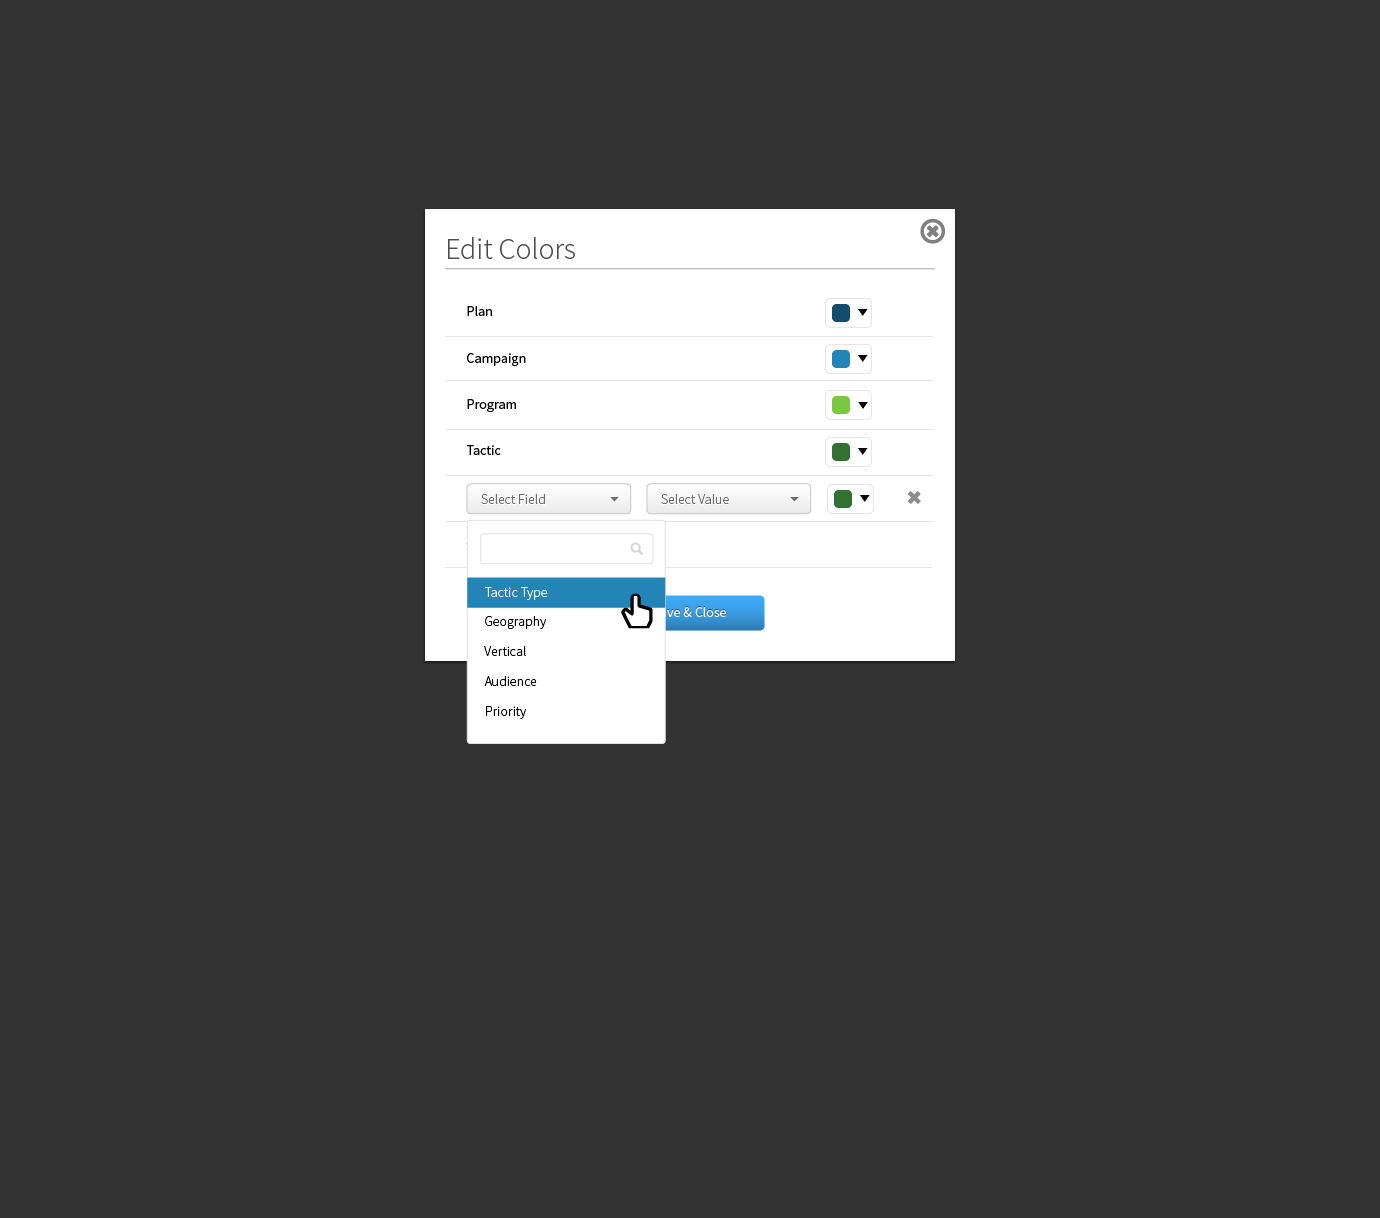 Edit Colors
Plan
Campaign
Program
Tactic
Select Field Select Value
Tactic Type
ve & Close
Geography
Vertical
Audience
Priority